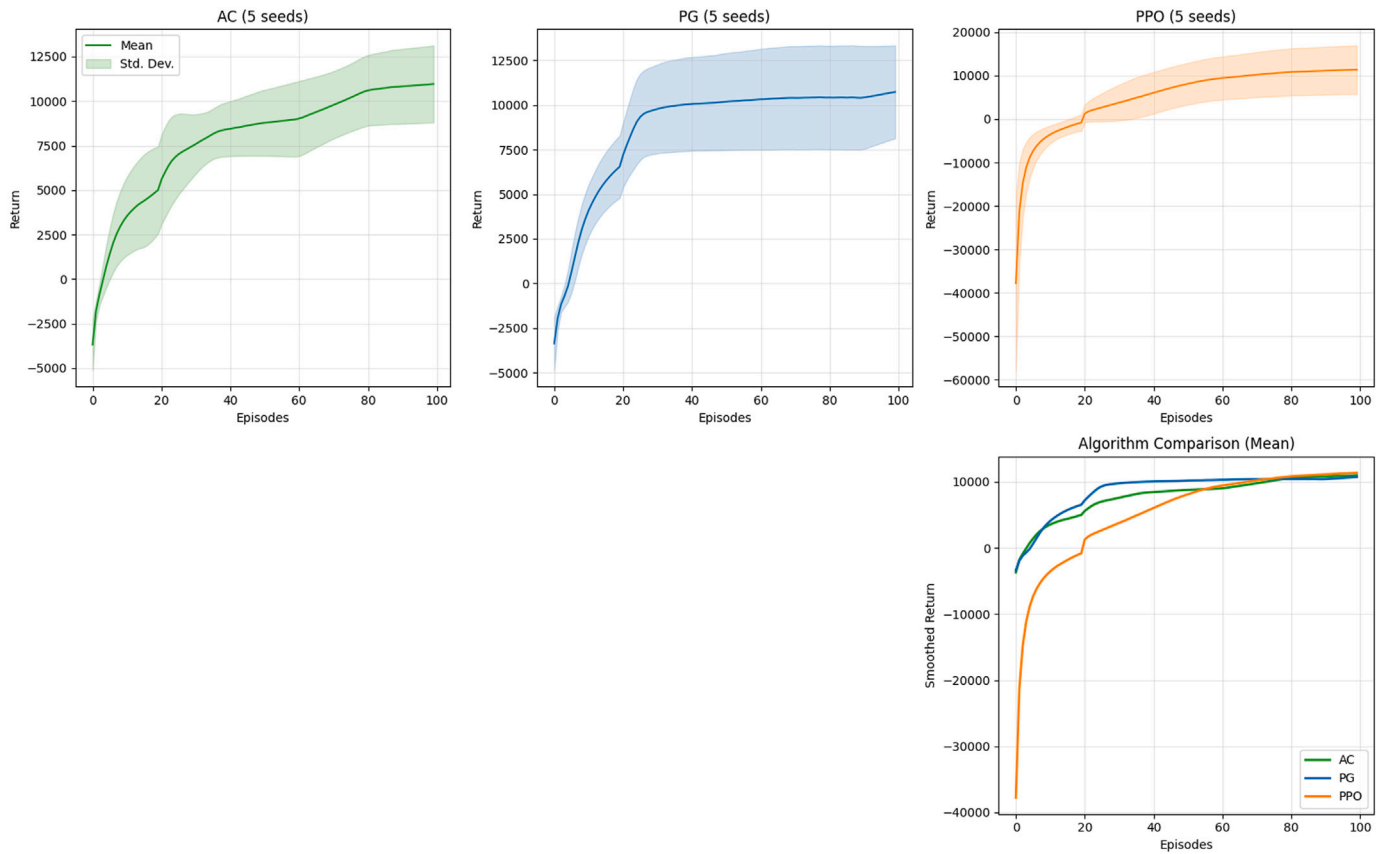 AC (5 seeds)
12500
10000
7500
5000
2500
0
−2500
−5000
Return
Mean
Std. Dev.
0 20 40 60 80 100
Episodes
PG (5 seeds)
12500
10000
7500
5000
2500
0
−2500
−5000
Return
0 20 40 60 80 100
Episodes
PPO (5 seeds)
20000
10000
0
−10000
−20000
−30000
−40000
−50000
−60000
Return
0 20 40 60 80 100
Episodes
Algorithm Comparison (Mean)
10000
0
−10000
−20000
−30000
−40000
Smoothed Return
AC
PG
PPO
0 20 40 60 80 100
Episodes